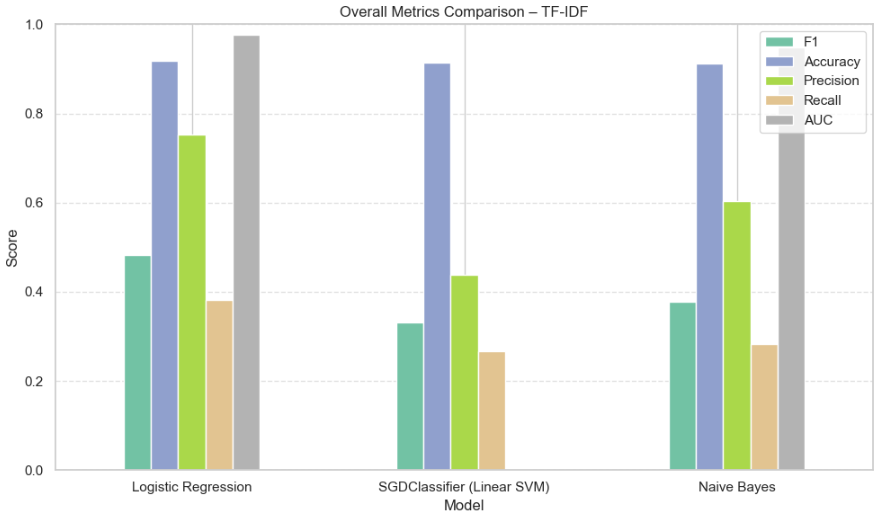 Overall Metrics Comparison – TF-IDF
F1
Accuracy
Precision
Recall
AUC
1.0
0.8
0.6
0.4
0.2
0.0
Score
Logistic Regression
SGDClassifier (Linear SVM)
Naive Bayes
Model